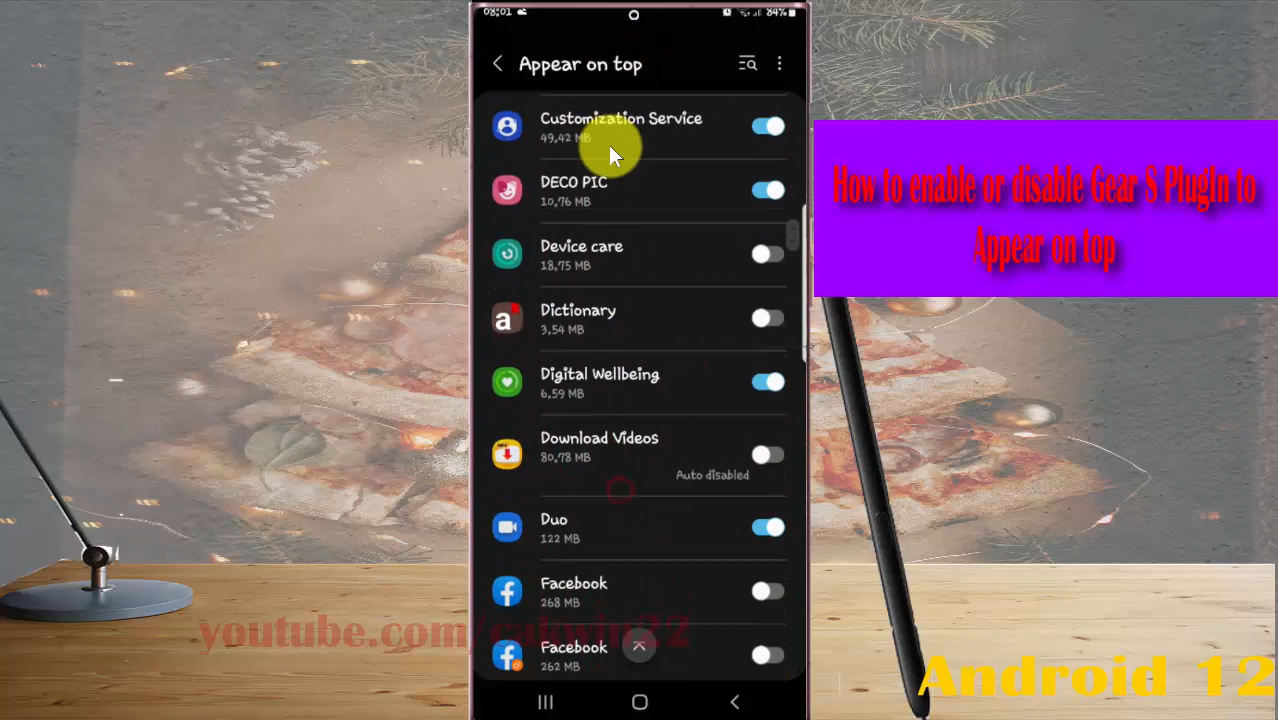 08:01
84%
Appear on top
Customization Service
49,42 MB
DECO PIC
10,76 MB
Device care
18,75 MB
Dictionary
3,54 MB
Digital Wellbeing
6,59 MB
Download Videos
80,78 MB
Auto disabled
Duo
122 MB
Facebook
268 MB
Facebook
262 MB
How to enable or disable Gear S PlugIn to
Appear on top
youtube.com/calwin22
Android 12